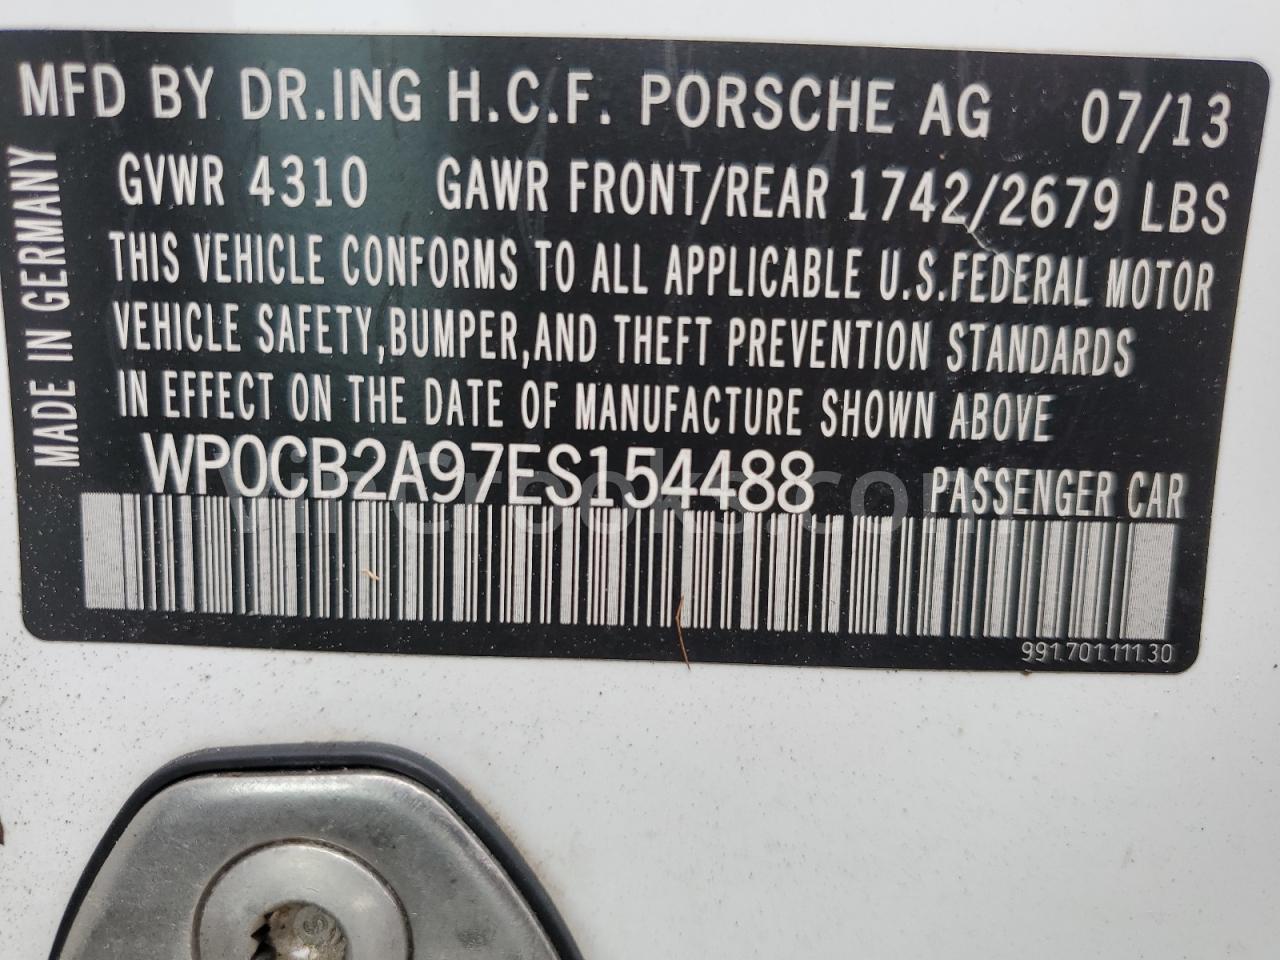 MFD BY DR.ING H.C.F. PORSCHE AG 07/13
MADE IN GERMANY
GVWR 4310 GAWR FRONT/REAR 1742/2679 LBS
THIS VEHICLE CONFORMS TO ALL APPLICABLE U.S.FEDERAL MOTOR
VEHICLE SAFETY,BUMPER,AND THEFT PREVENTION STANDARDS
IN EFFECT ON THE DATE OF MANUFACTURE SHOWN ABOVE
WP0CB2A97ES154488 PASSENGER CAR
VinCrooks.com
991.701.111.30